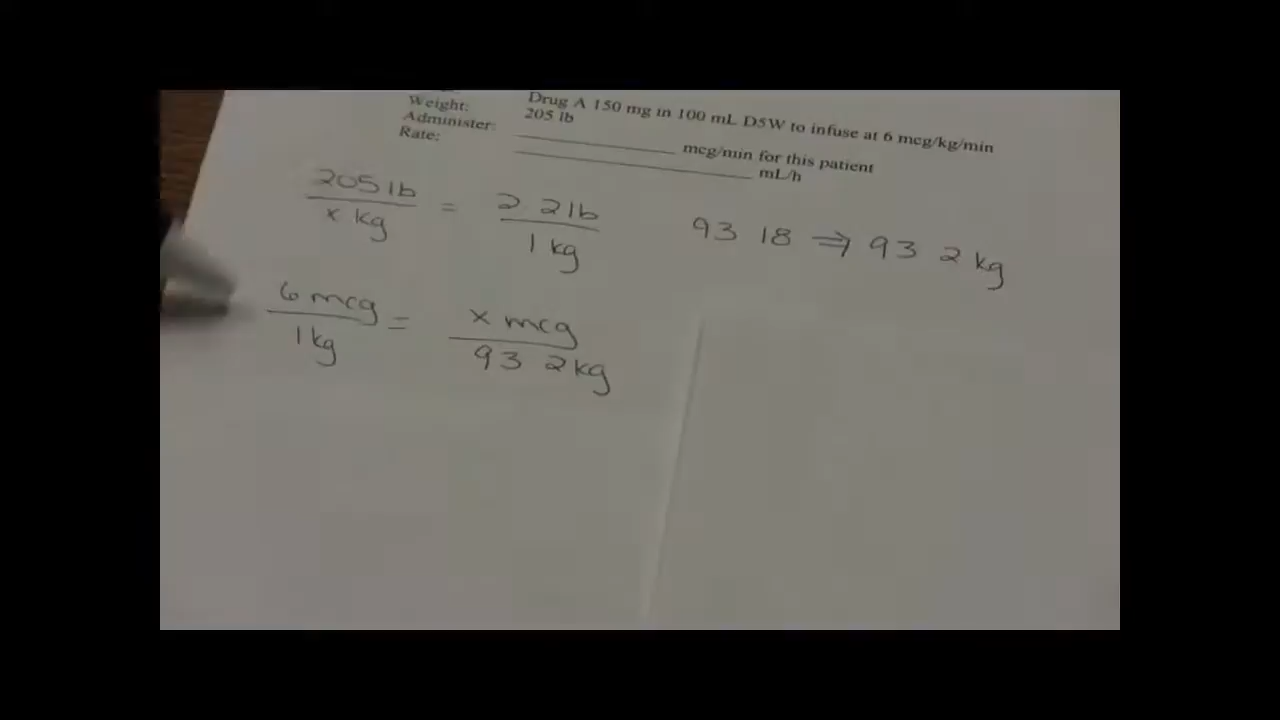 Drug A 150 mg in 100 mL D5W to infuse at 6 mcg/kg/min
Weight: 205 lb
Administer: ____________ mcg/min for this patient
Rate: ____________ mL/h
205 lb / x kg = 2 2 lb / 1 kg
93 18 ⇒ 93 2 kg
6 mcg / 1 kg = x mcg / 93 2 kg